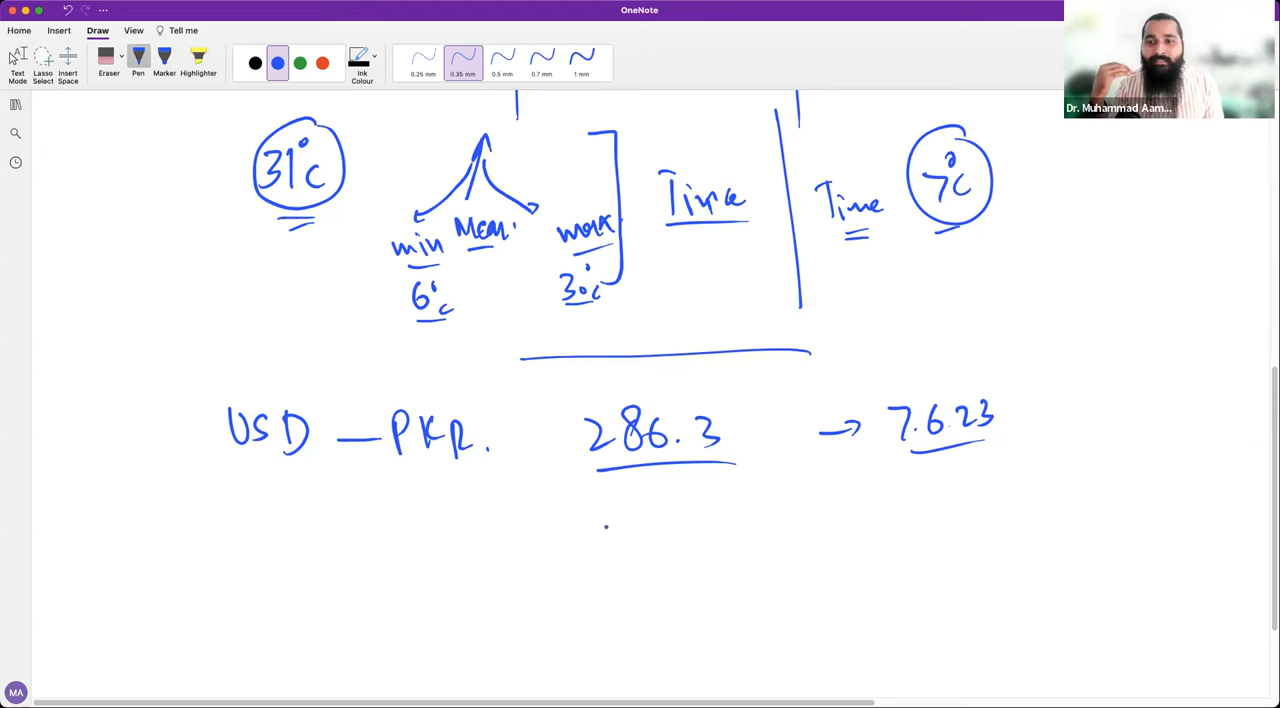 OneNote
Home Insert Draw View Tell me
Text Mode
Lasso Select
Insert Space
Eraser
Pen
Marker
Highlighter
Ink Colour
0.25 mm
0.35 mm
0.5 mm
0.7 mm
1 mm
Dr. Muhammad Aam...
31°C
min
6°C
Mean.
30°C
Time
Time
7°C
USD — PKR. 286.3 → 7.6.23
MA